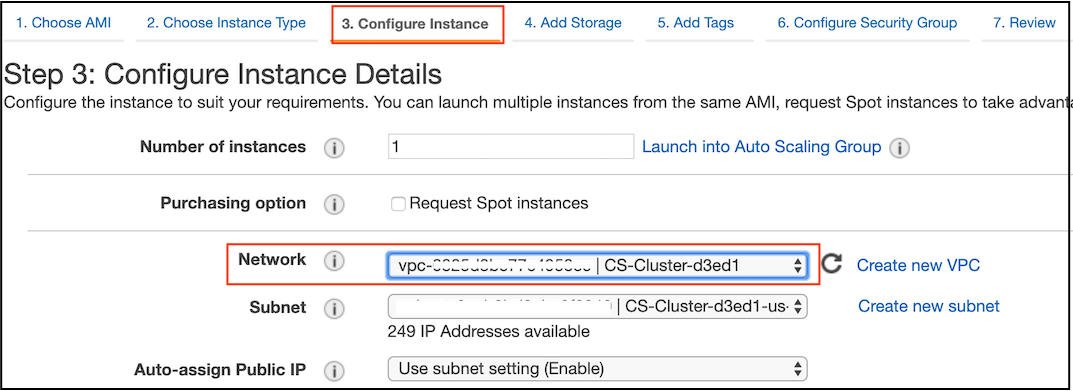 1. Choose AMI 2. Choose Instance Type 3. Configure Instance 4. Add Storage 5. Add Tags 6. Configure Security Group 7. Review
Step 3: Configure Instance Details
Configure the instance to suit your requirements. You can launch multiple instances from the same AMI, request Spot instances to take advanta
Number of instances i 1 Launch into Auto Scaling Group i
Purchasing option i Request Spot instances
Network i vpc- | CS-Cluster-d3ed1 Create new VPC
Subnet i | CS-Cluster-d3ed1-us- Create new subnet
249 IP Addresses available
Auto-assign Public IP i Use subnet setting (Enable)